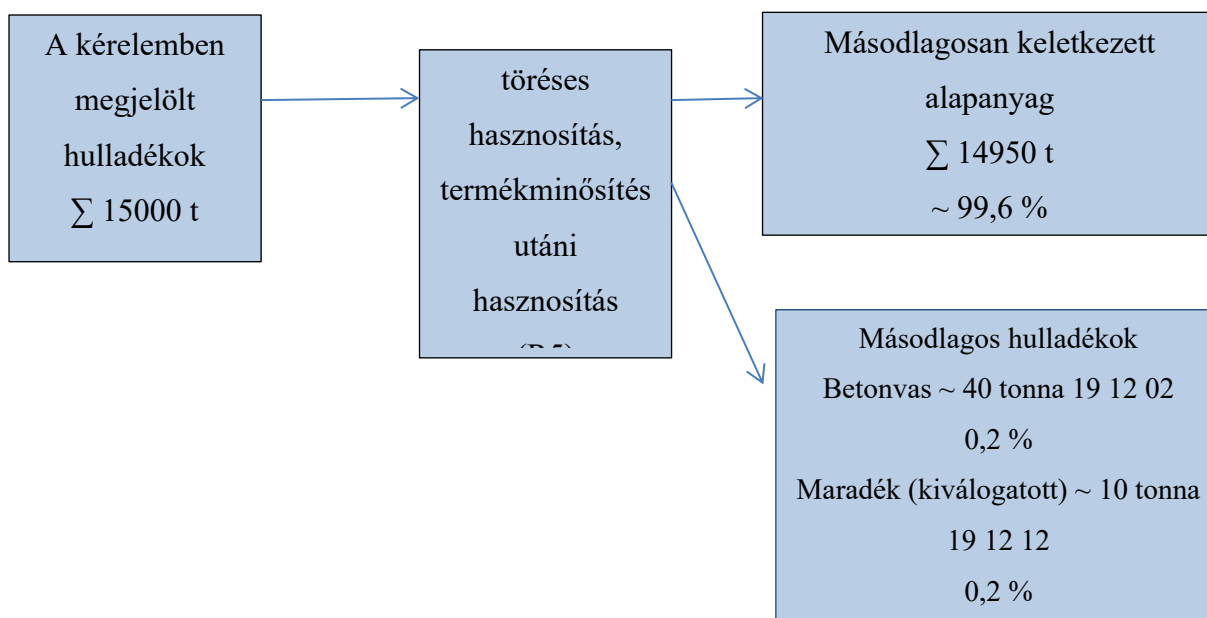 A kérelemben
megjelölt
hulladékok
∑ 15000 t
töréses
hasznosítás,
termékminősítés
utáni
hasznosítás
Másodlagosan keletkezett
alapanyag
∑ 14950 t
~ 99,6 %
Másodlagos hulladékok
Betonvas ~ 40 tonna 19 12 02
0,2 %
Maradék (kiválogatott) ~ 10 tonna
19 12 12
0,2 %